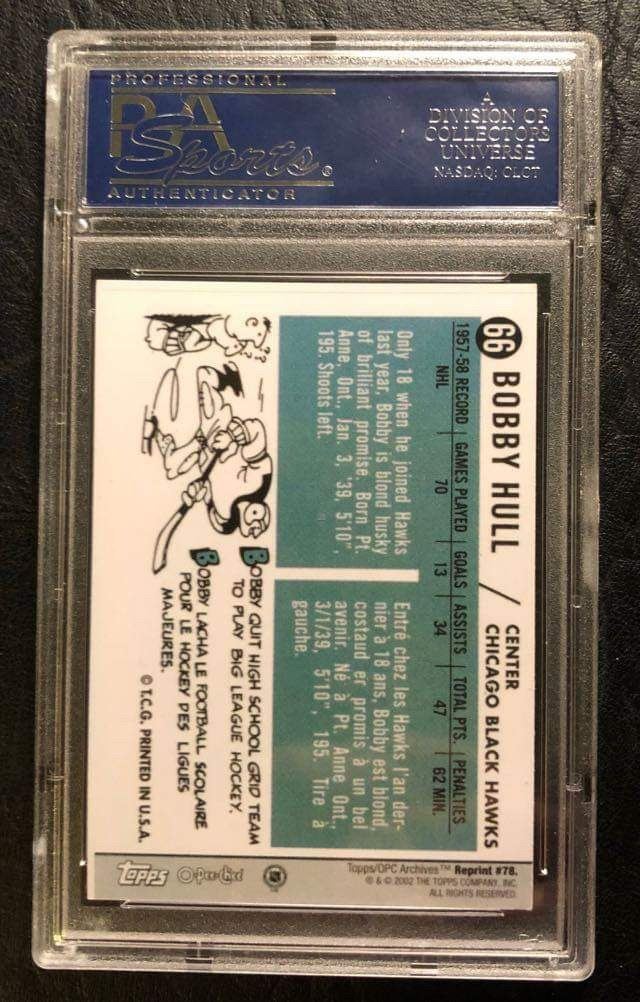 PROFESSIONAL
PSA
Sports®
AUTHENTICATOR
A
DIVISION OF
COLLECTORS
UNIVERSE
NASDAQ: CLCT
66 BOBBY HULL / CENTER
CHICAGO BLACK HAWKS
1957-58 RECORD GAMES PLAYED GOALS ASSISTS TOTAL PTS. PENALTIES
NHL 70 13 34 47 62 MIN.
Only 18 when he joined Hawks
last year, Bobby is blond husky
of brilliant promise. Born Pt.
Anne, Ont., Jan. 3, '39, 5'10",
195. Shoots left.
Entré chez les Hawks l'an der-
nier à 18 ans, Bobby est blond,
costaud er promis à un bel
avenir. Né à Pt. Anne Ont.,
3/1/39, 5'10", 195. Tire à
gauche.
BOBBY QUIT HIGH SCHOOL GRID TEAM
TO PLAY BIG LEAGUE HOCKEY.
BOBBY LACHA LE FOOTBALL SCOLAIRE
POUR LE HOCKEY DES LIGUES
MAJEURES.
© T.C.G. PRINTED IN U.S.A.
Topps/OPC Archives™ Reprint #78.
® & © 2002 THE TOPPS COMPANY, INC.
ALL RIGHTS RESERVED.
O-Pee-Chee
Topps